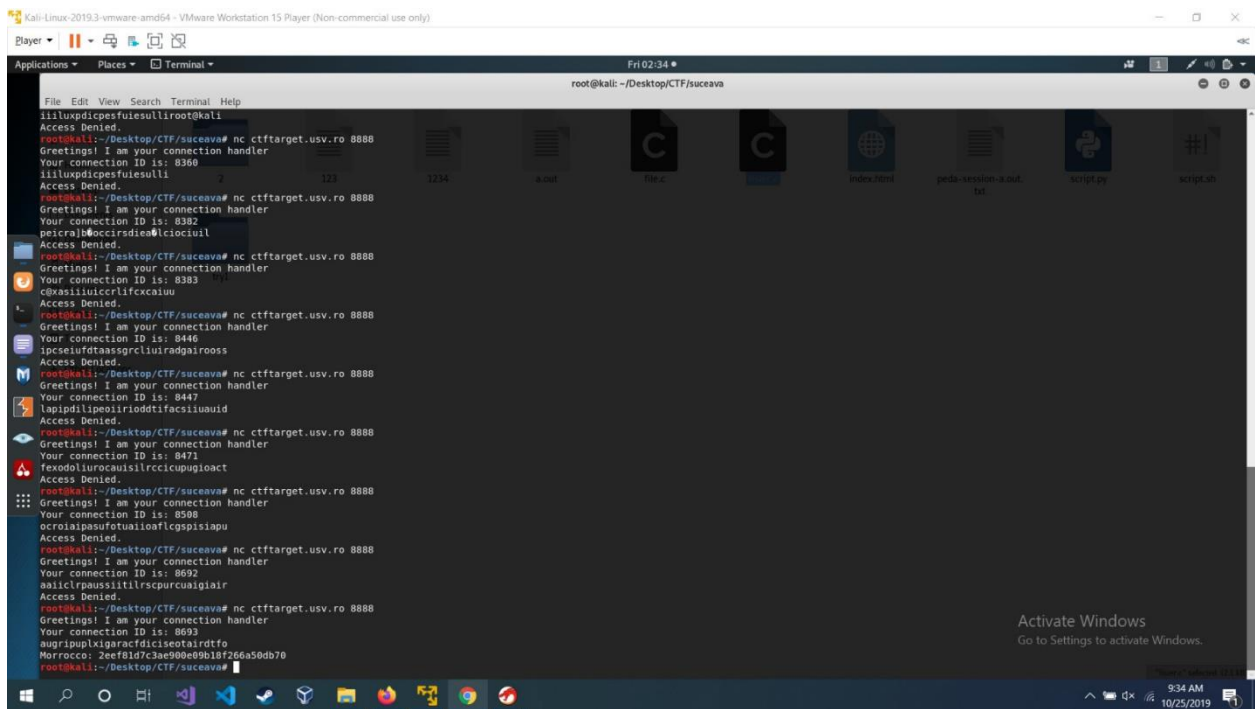 Kali-Linux-2019.3-vmware-amd64 - VMware Workstation 15 Player (Non-commercial use only)
Player
Applications Places Terminal Fri 02:34 1
root@kali: ~/Desktop/CTF/suceava
File Edit View Search Terminal Help
iiiluxpdicpesfuiesulliroot@kali
Access Denied.
root@kali:~/Desktop/CTF/suceava# nc ctftarget.usv.ro 8888
Greetings! I am your connection handler
Your connection ID is: 8360
iiiluxpdicpesfuiesulli
Access Denied.
root@kali:~/Desktop/CTF/suceava# nc ctftarget.usv.ro 8888
Greetings! I am your connection handler
Your connection ID is: 8382
peicra]b�occirsdiea�lciociuil
Access Denied.
root@kali:~/Desktop/CTF/suceava# nc ctftarget.usv.ro 8888
Greetings! I am your connection handler
Your connection ID is: 8383
c@xasiiiuiccrlifcxcaiuu
Access Denied.
root@kali:~/Desktop/CTF/suceava# nc ctftarget.usv.ro 8888
Greetings! I am your connection handler
Your connection ID is: 8446
ipcseiufdtaassgrcliuiradgairooss
Access Denied.
root@kali:~/Desktop/CTF/suceava# nc ctftarget.usv.ro 8888
Greetings! I am your connection handler
Your connection ID is: 8447
lapipdilipeoiirioddtifacsiiuauid
Access Denied.
root@kali:~/Desktop/CTF/suceava# nc ctftarget.usv.ro 8888
Greetings! I am your connection handler
Your connection ID is: 8471
fexodoliurocauisilrccicupugioact
Access Denied.
root@kali:~/Desktop/CTF/suceava# nc ctftarget.usv.ro 8888
Greetings! I am your connection handler
Your connection ID is: 8508
ocroiaipasufotuaiioaflcgspisiapu
Access Denied.
root@kali:~/Desktop/CTF/suceava# nc ctftarget.usv.ro 8888
Greetings! I am your connection handler
Your connection ID is: 8692
aaiiclrpaussiitilrscpurcuaigiair
Access Denied.
root@kali:~/Desktop/CTF/suceava# nc ctftarget.usv.ro 8888
Greetings! I am your connection handler
Your connection ID is: 8693
augripuplxigaracfdiciseotairdtfo
Morrocco: 2eef81d7c3ae900e09b18f266a50db70
root@kali:~/Desktop/CTF/suceava#
2 123 1234 a.out file.c index.html peda-session-a.out.txt script.py script.sh
Activate Windows
Go to Settings to activate Windows.
9:34 AM
10/25/2019